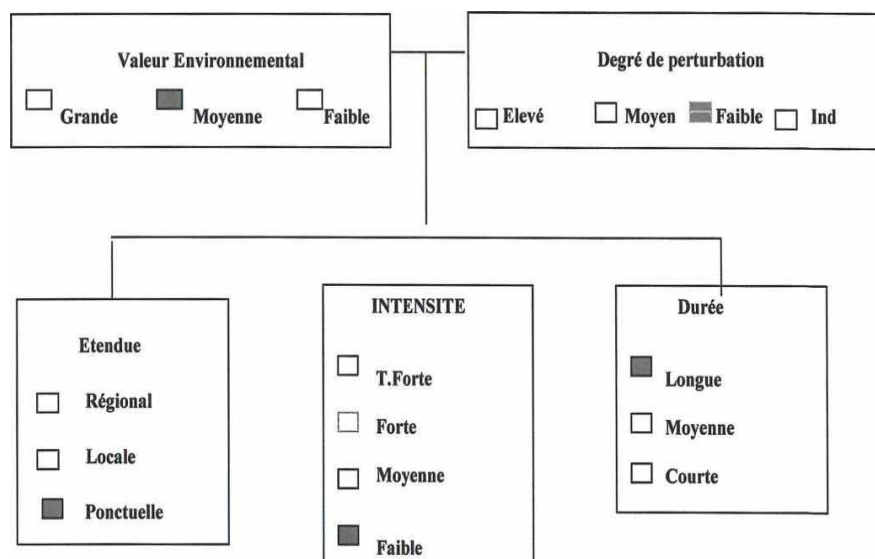 Valeur Environnemental
Grande Moyenne Faible
Degré de perturbation
Elevé Moyen Faible Ind
Etendue
Régional
Locale
Ponctuelle
INTENSITE
T.Forte
Forte
Moyenne
Faible
Durée
Longue
Moyenne
Courte